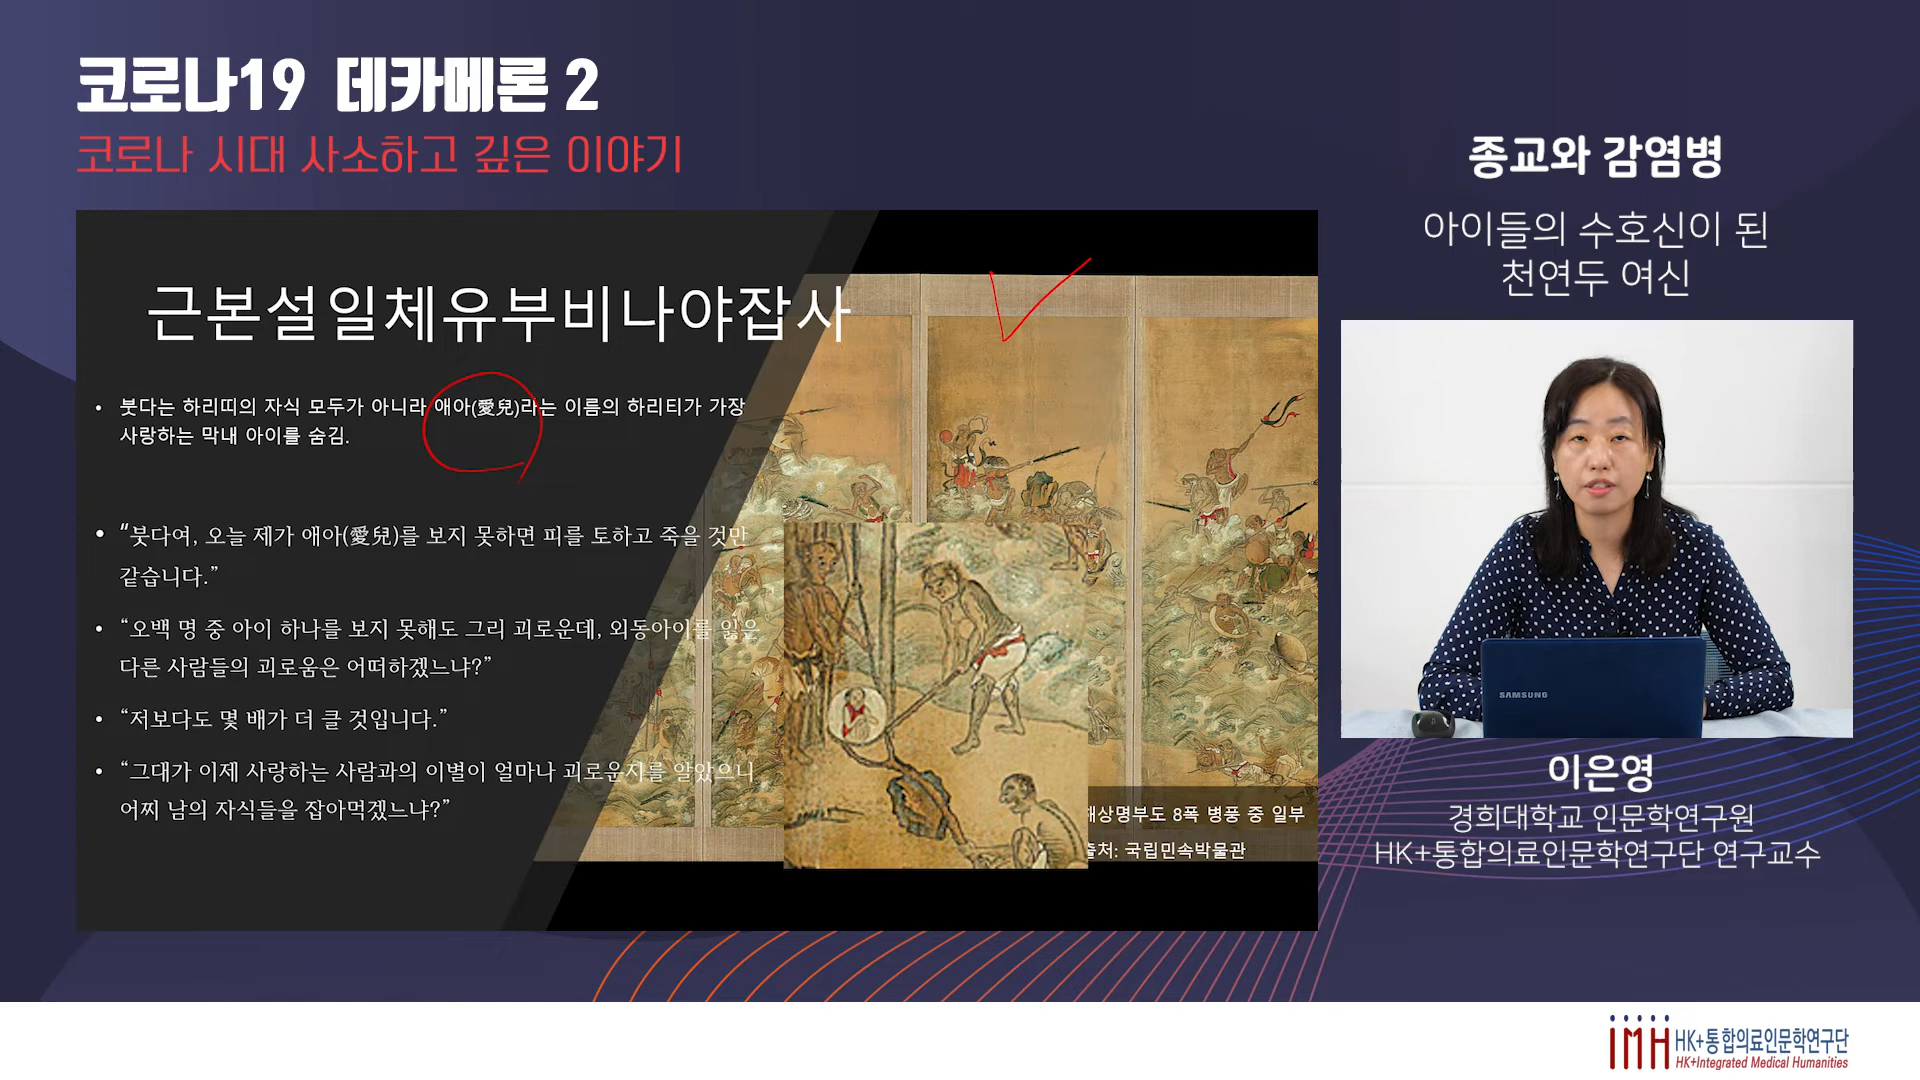 코로나19 데카메론 2
코로나 시대 사소하고 깊은 이야기
근본설일체유부비나야잡사
• 붓다는 하리띠의 자식 모두가 아니라 애아(愛兒)라는 이름의 하리티가 가장
사랑하는 막내 아이를 숨김.
• “붓다여, 오늘 제가 애아(愛兒)를 보지 못하면 피를 토하고 죽을 것만
같습니다.”
• “오백 명 중 아이 하나를 보지 못해도 그리 괴로운데, 외동아이를 잃은
다른 사람들의 괴로움은 어떠하겠느냐?”
• “저보다도 몇 배가 더 클 것입니다.”
• “그대가 이제 사랑하는 사람과의 이별이 얼마나 괴로운지를 알았으니
어찌 남의 자식들을 잡아먹겠느냐?”
해상명부도 8폭 병풍 중 일부
출처: 국립민속박물관
종교와 감염병
아이들의 수호신이 된
천연두 여신
SAMSUNG
이은영
경희대학교 인문학연구원
HK+통합의료인문학연구단 연구교수
IMH HK+통합의료인문학연구단
HK+Integrated Medical Humanities